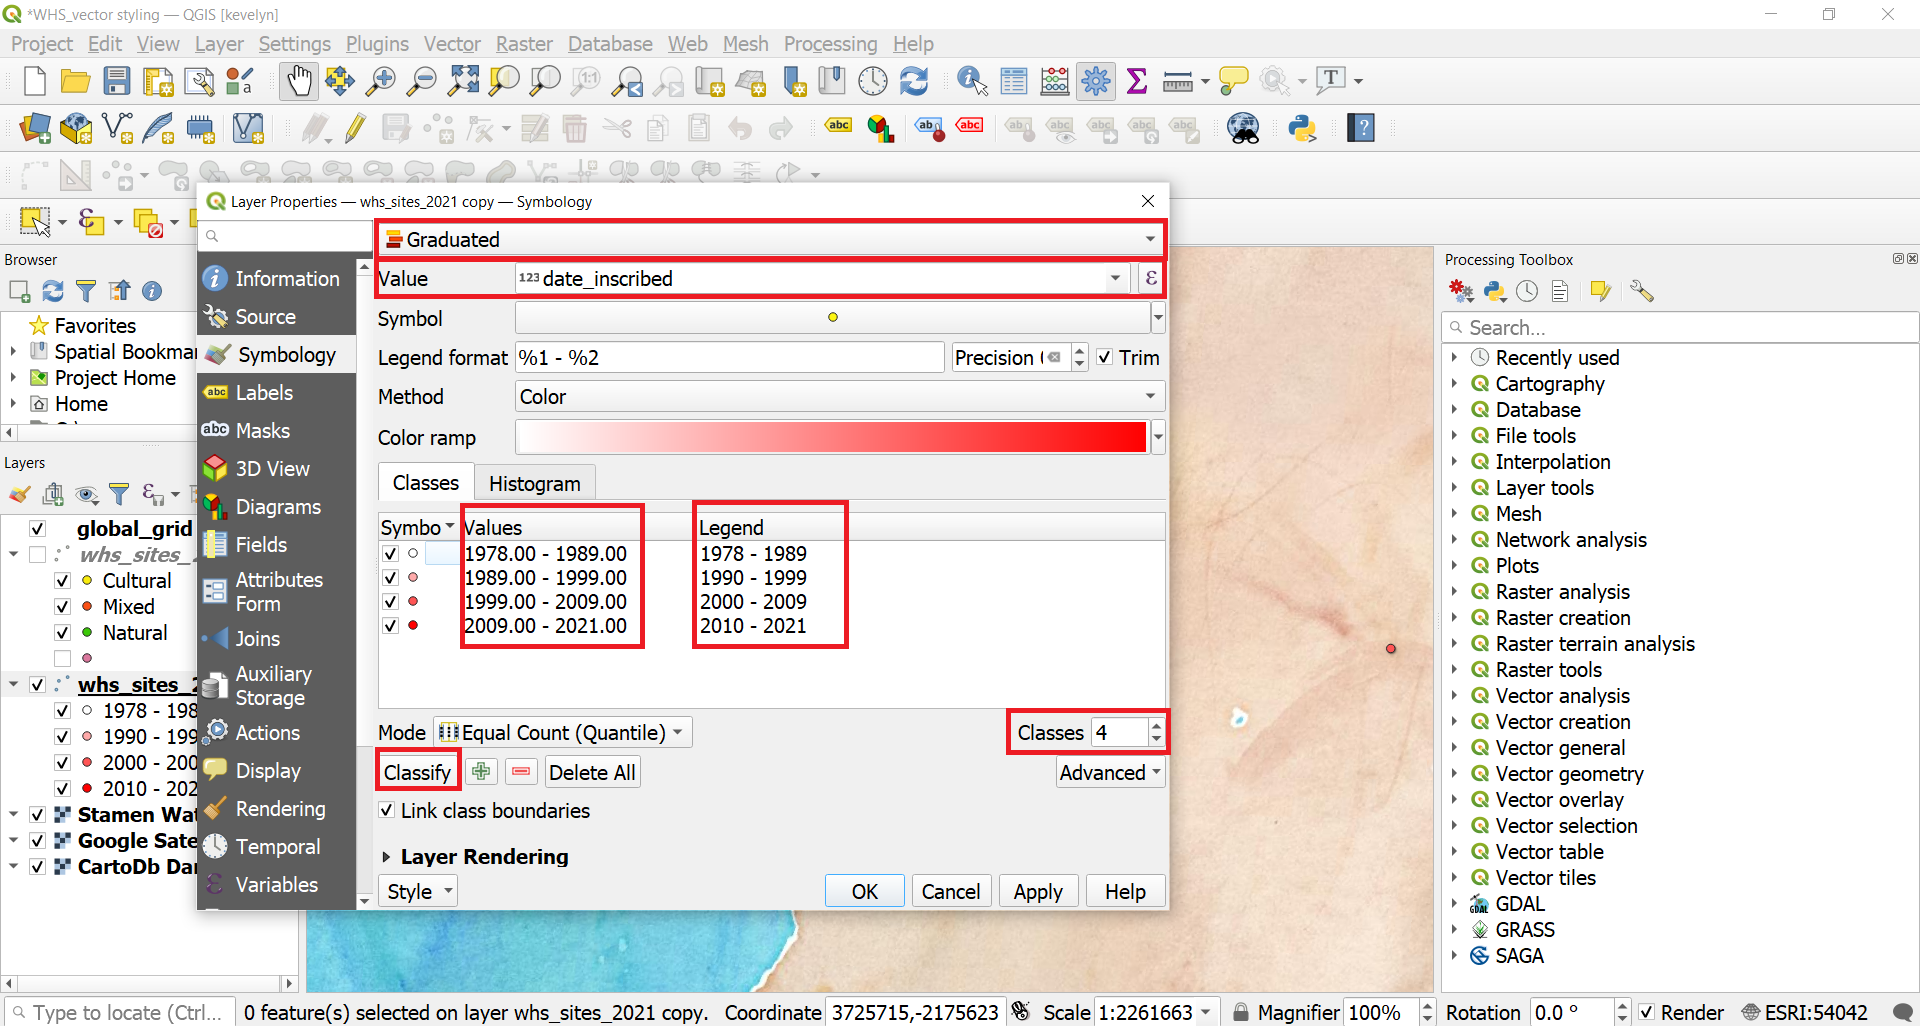 *WHS_vector styling — QGIS [kevelyn]
Project Edit View Layer Settings Plugins Vector Raster Database Web Mesh Processing Help
Layer Properties — whs_sites_2021 copy — Symbology
Graduated
Value 123 date_inscribed ε
Symbol
Legend format %1 - %2 Precision Trim
Method Color
Color ramp
Classes Histogram
Symbo Values Legend
1978.00 - 1989.00 1978 - 1989
1989.00 - 1999.00 1990 - 1999
1999.00 - 2009.00 2000 - 2009
2009.00 - 2021.00 2010 - 2021
Mode Equal Count (Quantile) Classes 4
Classify Delete All Advanced
Link class boundaries
Layer Rendering
Style OK Cancel Apply Help
Information
Source
Symbology
abc Labels
abc Masks
3D View
Diagrams
Fields
Attributes
Form
Joins
Auxiliary
Storage
Actions
Display
Rendering
Temporal
Variables
Browser
Favorites
Spatial Bookma
Project Home
Home
Layers
global_grid
whs_sites_2
Cultural
Mixed
Natural
whs_sites_2
1978 - 198
1990 - 199
2000 - 200
2010 - 202
Stamen Wat
Google Sate
CartoDb Dar
Processing Toolbox
Search...
Recently used
Cartography
Database
File tools
Interpolation
Layer tools
Mesh
Network analysis
Plots
Raster analysis
Raster creation
Raster terrain analysis
Raster tools
Vector analysis
Vector creation
Vector general
Vector geometry
Vector overlay
Vector selection
Vector table
Vector tiles
GDAL
GRASS
SAGA
Type to locate (Ctrl... 0 feature(s) selected on layer whs_sites_2021 copy. Coordinate 3725715,-2175623 Scale 1:2261663 Magnifier 100% Rotation 0.0 ° Render ESRI:54042